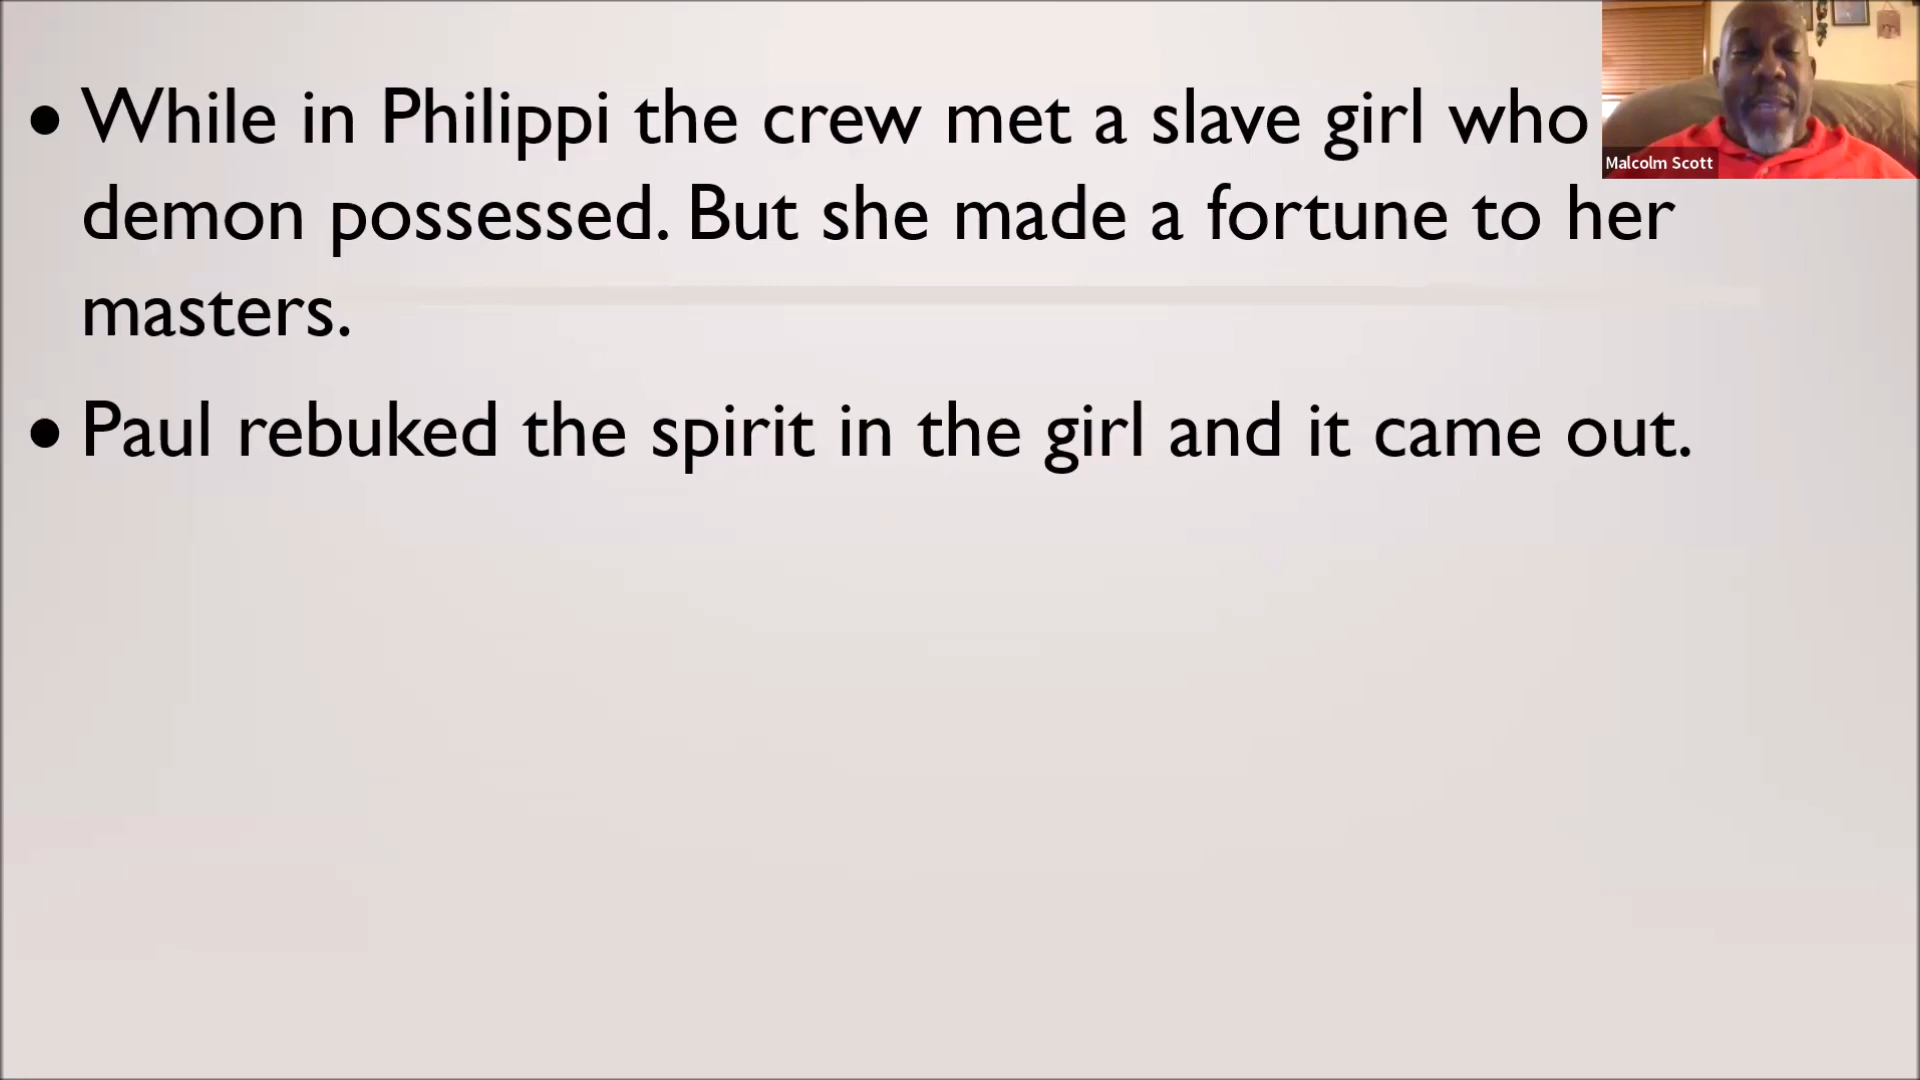 • While in Philippi the crew met a slave girl who
demon possessed. But she made a fortune to her
masters.
• Paul rebuked the spirit in the girl and it came out.
Malcolm Scott